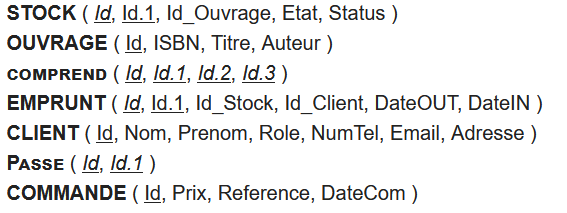 STOCK ( Id, Id.1, Id_Ouvrage, Etat, Status )
OUVRAGE ( Id, ISBN, Titre, Auteur )
COMPREND ( Id, Id.1, Id.2, Id.3 )
EMPRUNT ( Id, Id.1, Id_Stock, Id_Client, DateOUT, DateIN )
CLIENT ( Id, Nom, Prenom, Role, NumTel, Email, Adresse )
PASSE ( Id, Id.1 )
COMMANDE ( Id, Prix, Reference, DateCom )